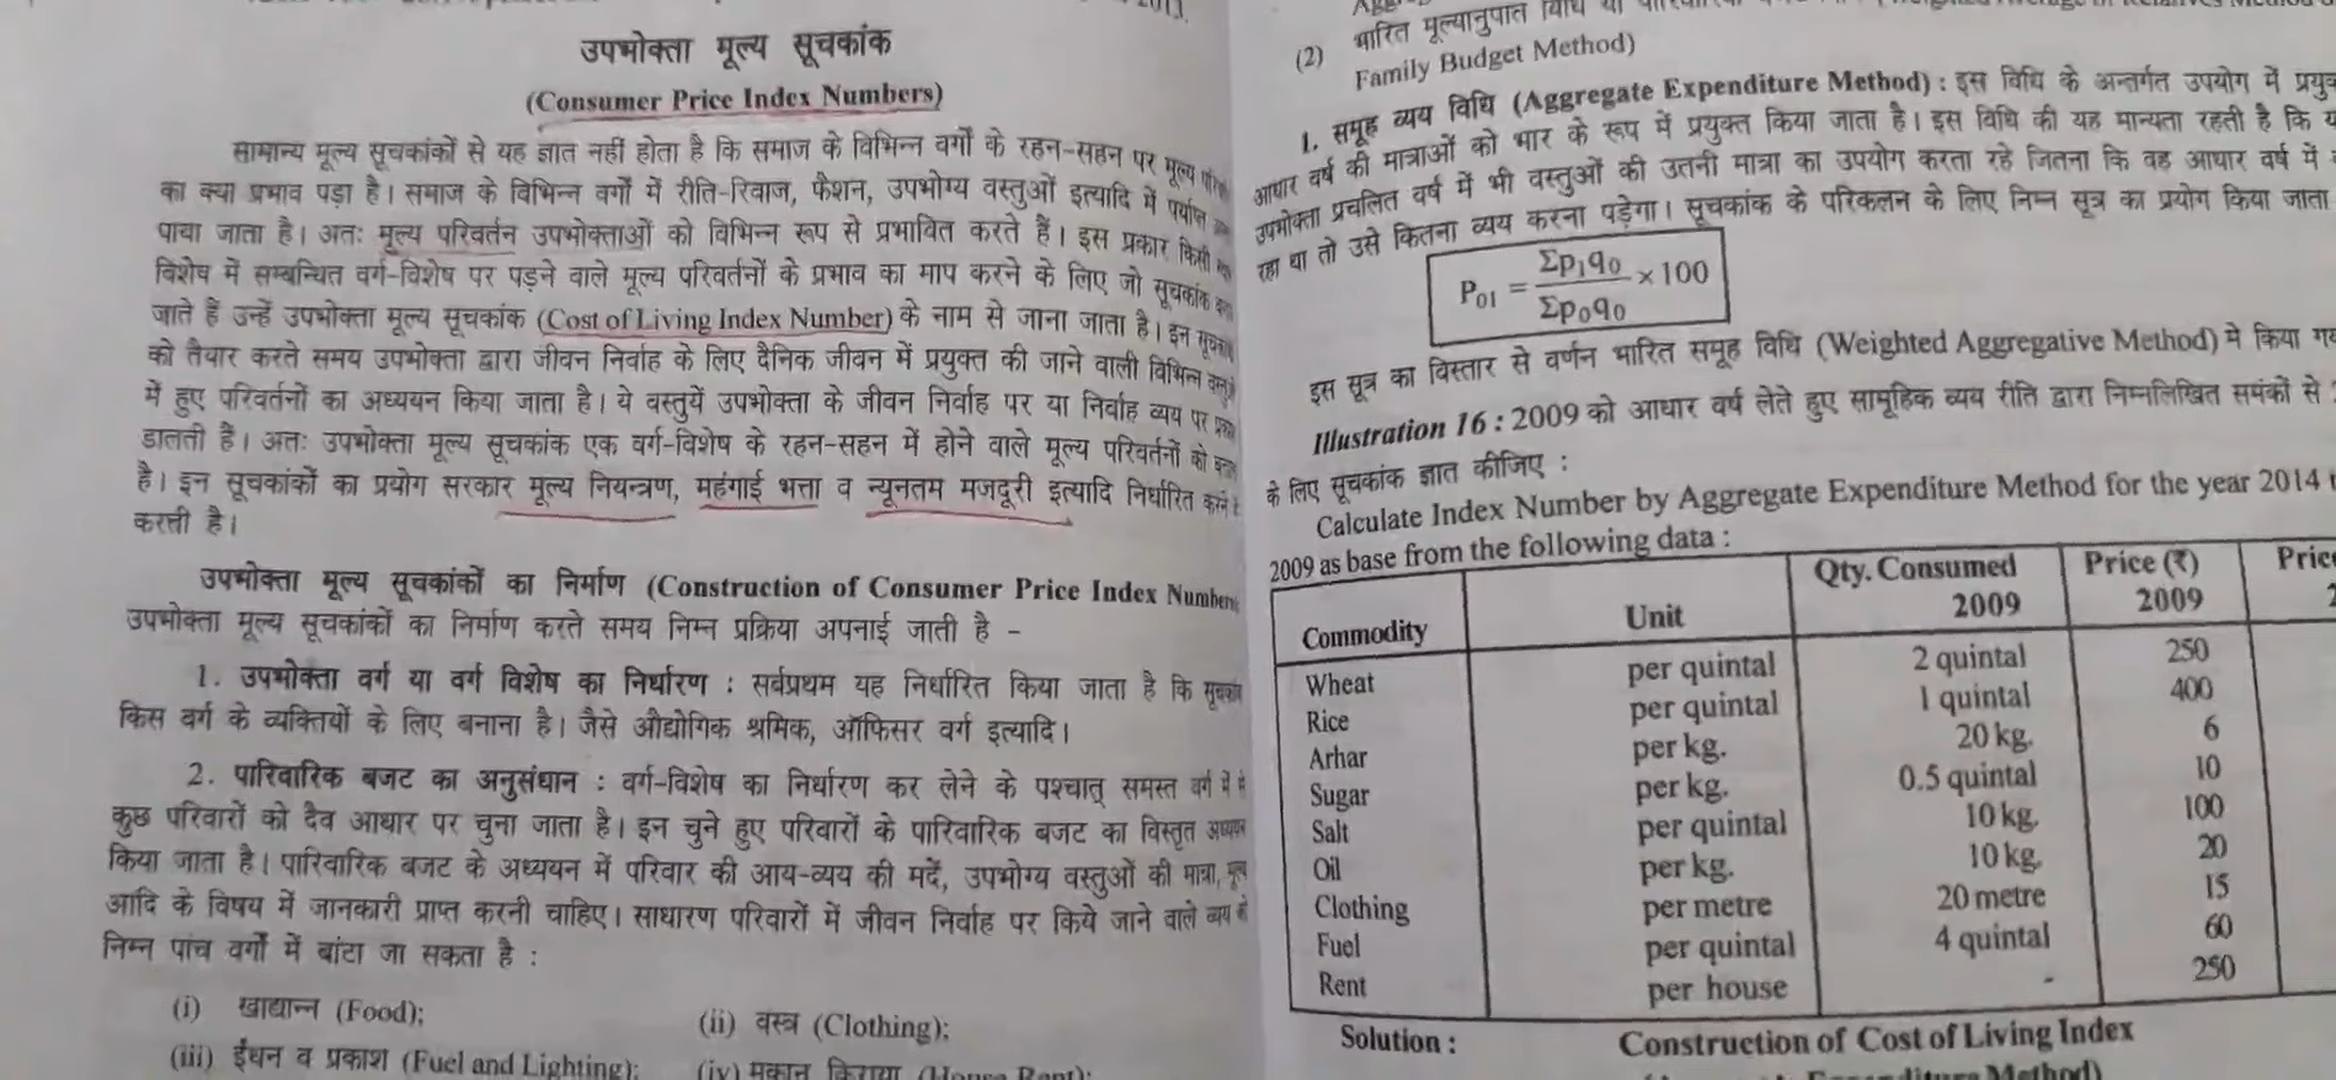 उपभोक्ता मूल्य सूचकांक
(Consumer Price Index Numbers)
सामान्य मूल्य सूचकांकों से यह ज्ञात नहीं होता है कि समाज के विभिन्न वर्गों के रहन-सहन पर मूल्य
का क्या प्रभाव पड़ा है। समाज के विभिन्न वर्गों में रीति-रिवाज, फैशन, उपभोग्य वस्तुओं इत्यादि में पर्याप्त
पाया जाता है। अतः मूल्य परिवर्तन उपभोक्ताओं को विभिन्न रूप से प्रभावित करते हैं। इस प्रकार किसी
विशेष में सम्बन्धित वर्ग-विशेष पर पड़ने वाले मूल्य परिवर्तनों के प्रभाव का माप करने के लिए जो सूचकांक
जाते हैं उन्हें उपभोक्ता मूल्य सूचकांक (Cost of Living Index Number) के नाम से जाना जाता है। इन
को तैयार करते समय उपभोक्ता द्वारा जीवन निर्वाह के लिए दैनिक जीवन में प्रयुक्त की जाने वाली विभिन्न
में हुए परिवर्तनों का अध्ययन किया जाता है। ये वस्तुयें उपभोक्ता के जीवन निर्वाह पर या निर्वाह व्यय पर
डालती हैं। अतः उपभोक्ता मूल्य सूचकांक एक वर्ग-विशेष के रहन-सहन में होने वाले मूल्य परिवर्तनों को
है। इन सूचकांकों का प्रयोग सरकार मूल्य नियन्त्रण, महंगाई भत्ता व न्यूनतम मजदूरी इत्यादि निर्धारित करने
करती है।
उपभोक्ता मूल्य सूचकांकों का निर्माण (Construction of Consumer Price Index Numbers
उपभोक्ता मूल्य सूचकांकों का निर्माण करते समय निम्न प्रक्रिया अपनाई जाती है –
1. उपभोक्ता वर्ग या वर्ग विशेष का निर्धारण : सर्वप्रथम यह निर्धारित किया जाता है कि
किस वर्ग के व्यक्तियों के लिए बनाना है। जैसे औद्योगिक श्रमिक, ऑफिसर वर्ग इत्यादि।
2. पारिवारिक बजट का अनुसंधान : वर्ग-विशेष का निर्धारण कर लेने के पश्चात् समस्त वर्ग में से
कुछ परिवारों को दैव आधार पर चुना जाता है। इन चुने हुए परिवारों के पारिवारिक बजट का विस्तृत
किया जाता है। पारिवारिक बजट के अध्ययन में परिवार की आय-व्यय की मदें, उपभोग्य वस्तुओं की मात्रा,
आदि के विषय में जानकारी प्राप्त करनी चाहिए। साधारण परिवारों में जीवन निर्वाह पर किये जाने वाले व्यय को
निम्न पांच वर्गों में बांटा जा सकता है :
(i) खाद्यान्न (Food);
(ii) वस्त्र (Clothing);
(iii) ईंधन व प्रकाश (Fuel and Lighting);
(iv) मकान किराया (House Rent);
(2) भारित मूल्यानुपात विधि या
Family Budget Method)
1. समूह व्यय विधि (Aggregate Expenditure Method) : इस विधि के अन्तर्गत उपयोग में
आधार वर्ष की मात्राओं को भार के रूप में प्रयुक्त किया जाता है। इस विधि की यह मान्यता रहती है कि
उपभोक्ता प्रचलित वर्ष में भी वस्तुओं की उतनी मात्रा का उपयोग करता रहे जितना कि वह आधार वर्ष में
रहा था तो उसे कितना व्यय करना पड़ेगा। सूचकांक के परिकलन के लिए निम्न सूत्र का प्रयोग किया जाता
P₀₁ = Σp₁q₀ / Σp₀q₀ × 100
इस सूत्र का विस्तार से वर्णन भारित समूह विधि (Weighted Aggregative Method) मे किया
Illustration 16 : 2009 को आधार वर्ष लेते हुए सामूहिक व्यय रीति द्वारा निम्नलिखित समंकों से
के लिए सूचकांक ज्ञात कीजिए :
Calculate Index Number by Aggregate Expenditure Method for the year 2014
2009 as base from the following data :
Commodity Unit Qty. Consumed 2009 Price (₹) 2009
Wheat per quintal 2 quintal 250
Rice per quintal 1 quintal 400
Arhar per kg. 20 kg. 6
Sugar per kg. 0.5 quintal 10
Salt per quintal 10 kg. 100
Oil per kg. 10 kg. 20
Clothing per metre 20 metre 15
Fuel per quintal 4 quintal 60
Rent per house - 250
Solution : Construction of Cost of Living Index